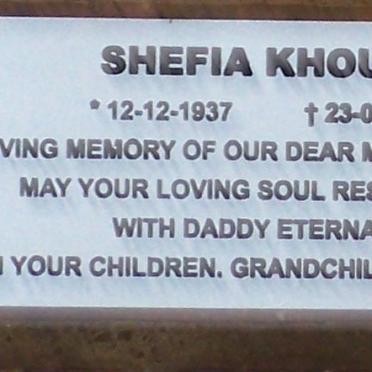 SHEFIA KHOU
* 12-12-1937 † 23-0
VING MEMORY OF OUR DEAR M
MAY YOUR LOVING SOUL RES
WITH DADDY ETERNA
YOUR CHILDREN. GRANDCHIL